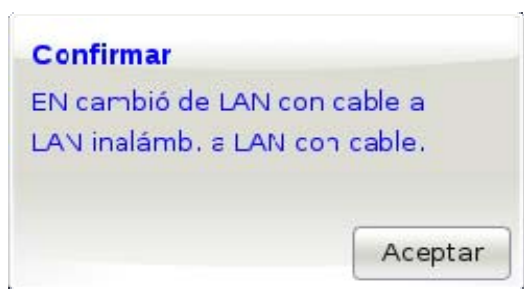 Confirmar
EN cambió de LAN con cable a
LAN inalámb. a LAN con cable.
Aceptar